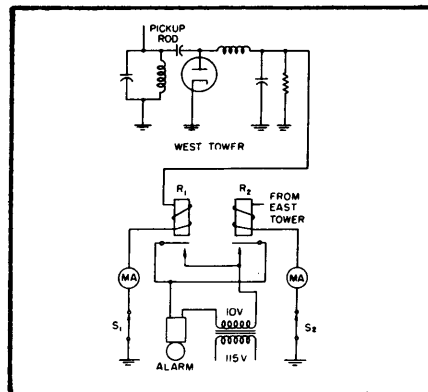 PICKUP
ROD
WEST TOWER
R1
R2
FROM
EAST
TOWER
MA
MA
S1
10V
S2
115V
ALARM